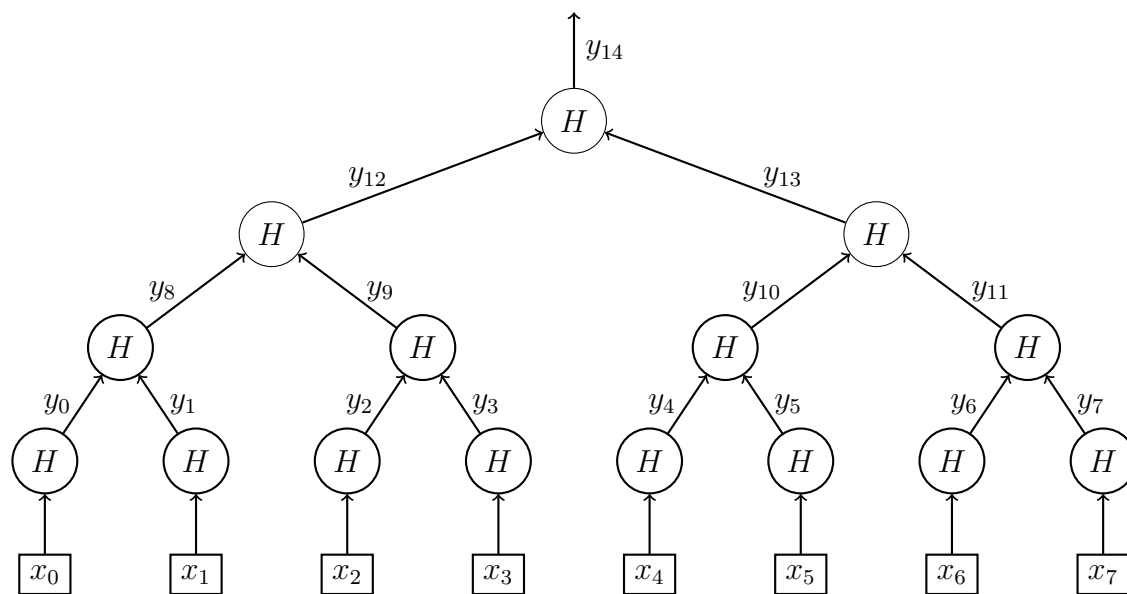 y₁₄
H
y₁₂ y₁₃
H H
y₈ y₉ y₁₀ y₁₁
H H H H
y₀ y₁ y₂ y₃ y₄ y₅ y₆ y₇
H H H H H H H H
x₀ x₁ x₂ x₃ x₄ x₅ x₆ x₇